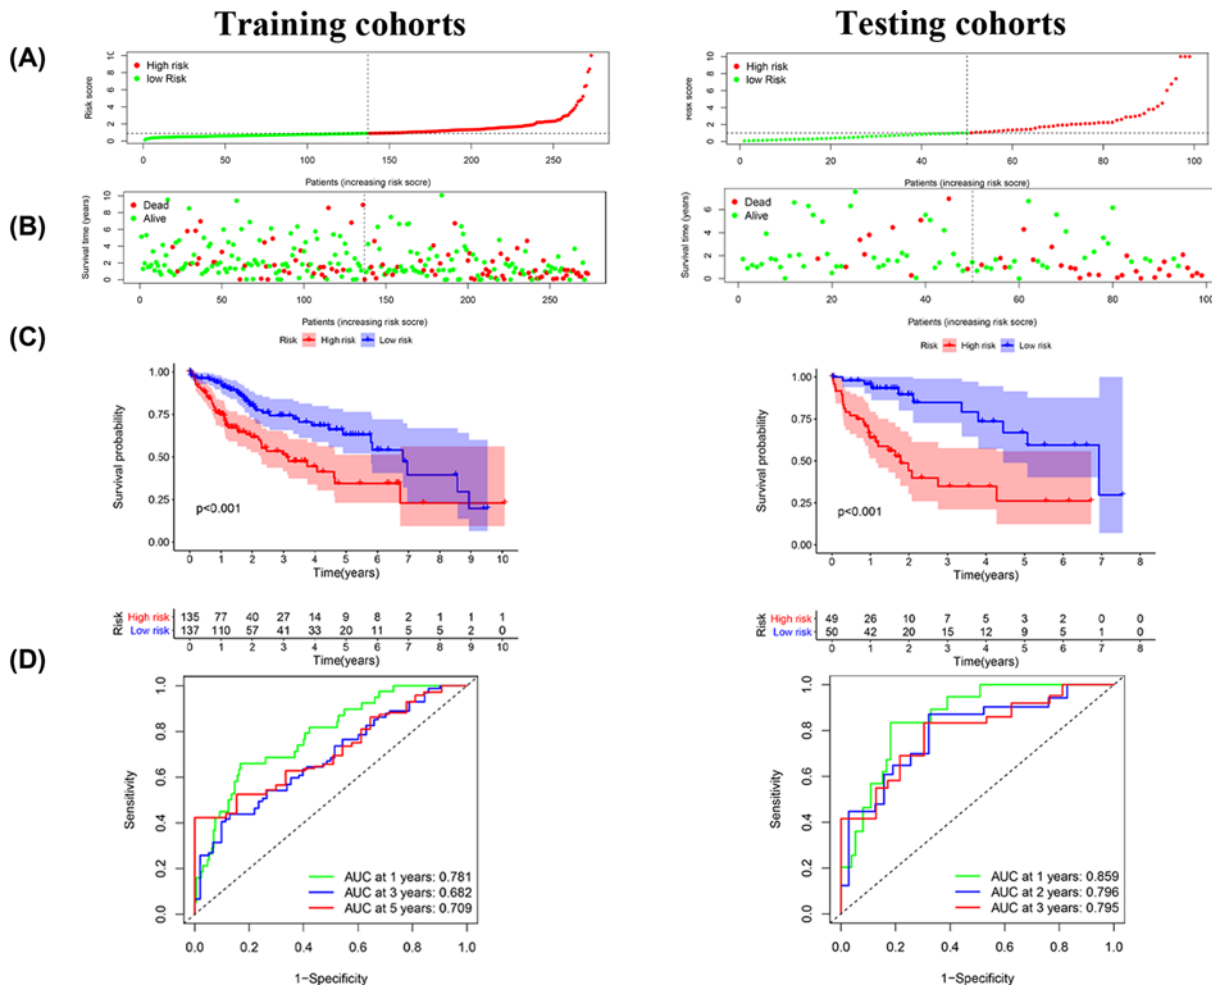 Training cohorts
Testing cohorts
(A)
High risk
low Risk
Risk score
0 2 4 6 8 10
0 50 100 150 200 250
Patients (increasing risk socre)
High risk
low Risk
Risk score
0 2 4 6 8 10
0 20 40 60 80 100
Patients (increasing risk socre)
(B)
Dead
Alive
Survival time (years)
0 2 4 6 8 10
0 50 100 150 200 250
Patients (increasing risk socre)
Dead
Alive
Survival time (years)
0 2 4 6
0 20 40 60 80 100
Patients (increasing risk socre)
(C)
Risk High risk Low risk
Survival probability
1.00
0.75
0.50
0.25
0.00
p<0.001
0 1 2 3 4 5 6 7 8 9 10
Time(years)
Risk
High risk 135 77 40 27 14 9 8 2 1 1 1
Low risk 137 110 57 41 33 20 11 5 5 2 0
0 1 2 3 4 5 6 7 8 9 10
Time(years)
Risk High risk Low risk
Survival probability
1.00
0.75
0.50
0.25
0.00
p<0.001
0 1 2 3 4 5 6 7 8
Time(years)
Risk
High risk 49 26 10 7 5 3 2 0 0
Low risk 50 42 20 15 12 9 5 1 0
0 1 2 3 4 5 6 7 8
Time(years)
(D)
Sensitivity
1.0
0.8
0.6
0.4
0.2
0.0
AUC at 1 years: 0.781
AUC at 3 years: 0.682
AUC at 5 years: 0.709
0.0 0.2 0.4 0.6 0.8 1.0
1−Specificity
Sensitivity
1.0
0.8
0.6
0.4
0.2
0.0
AUC at 1 years: 0.859
AUC at 2 years: 0.796
AUC at 3 years: 0.795
0.0 0.2 0.4 0.6 0.8 1.0
1−Specificity